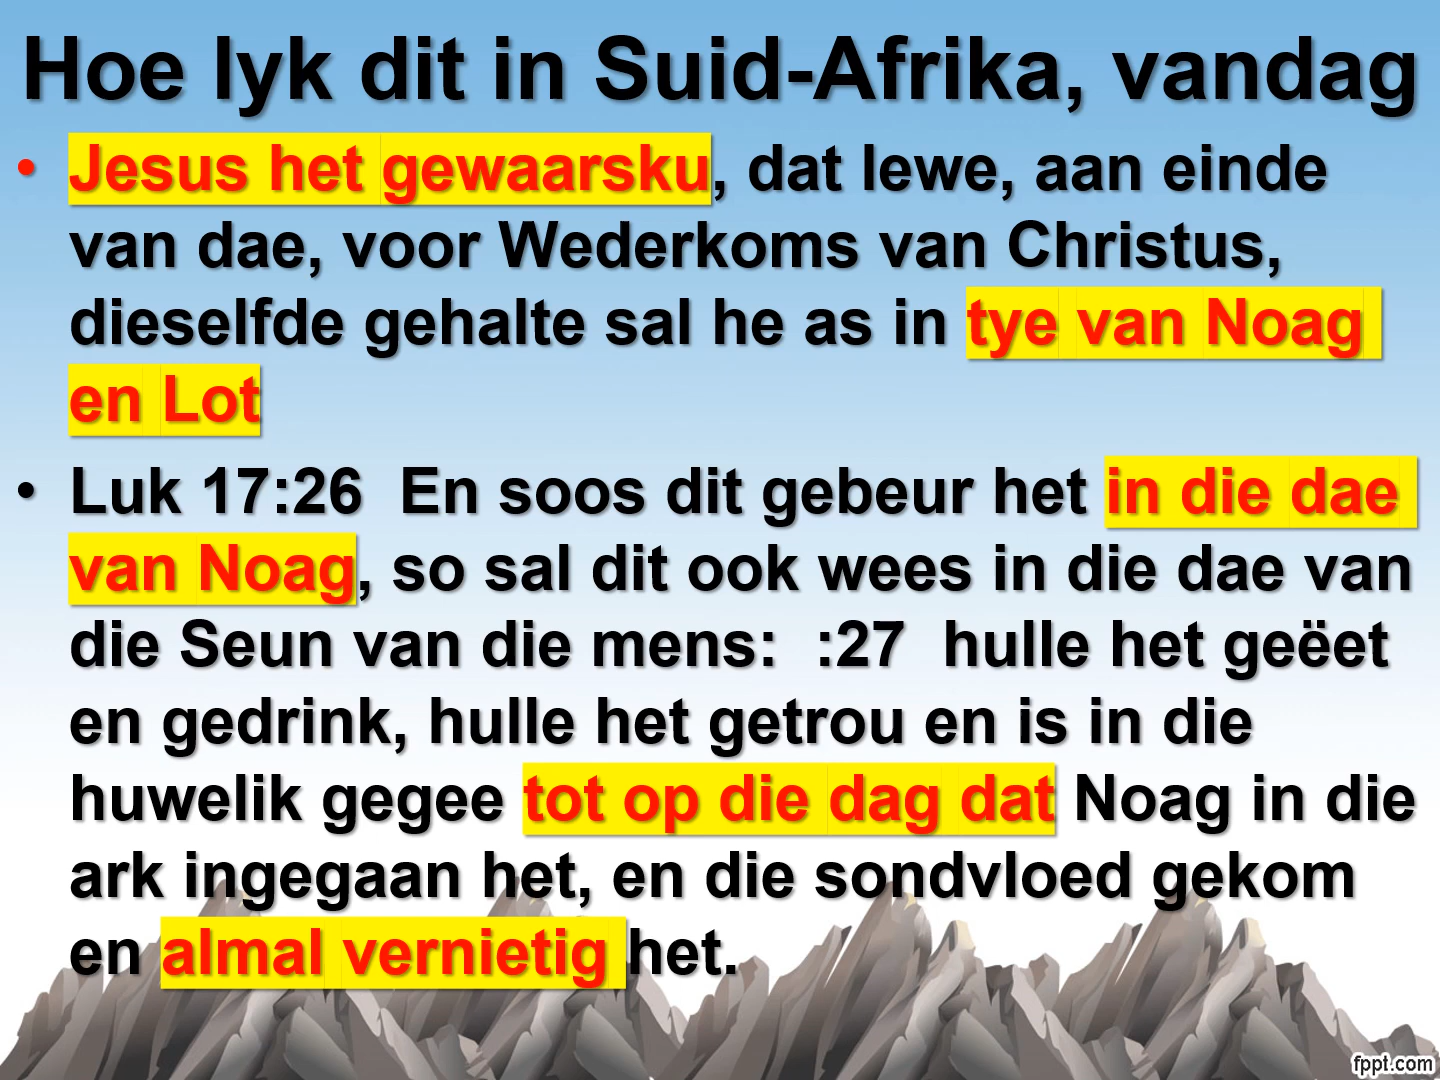 Hoe lyk dit in Suid-Afrika, vandag
• Jesus het gewaarsku, dat lewe, aan einde
van dae, voor Wederkoms van Christus,
dieselfde gehalte sal he as in tye van Noag
en Lot
• Luk 17:26  En soos dit gebeur het in die dae
van Noag, so sal dit ook wees in die dae van
die Seun van die mens:  :27  hulle het geëet
en gedrink, hulle het getrou en is in die
huwelik gegee tot op die dag dat Noag in die
ark ingegaan het, en die sondvloed gekom
en almal vernietig het.
fppt.com